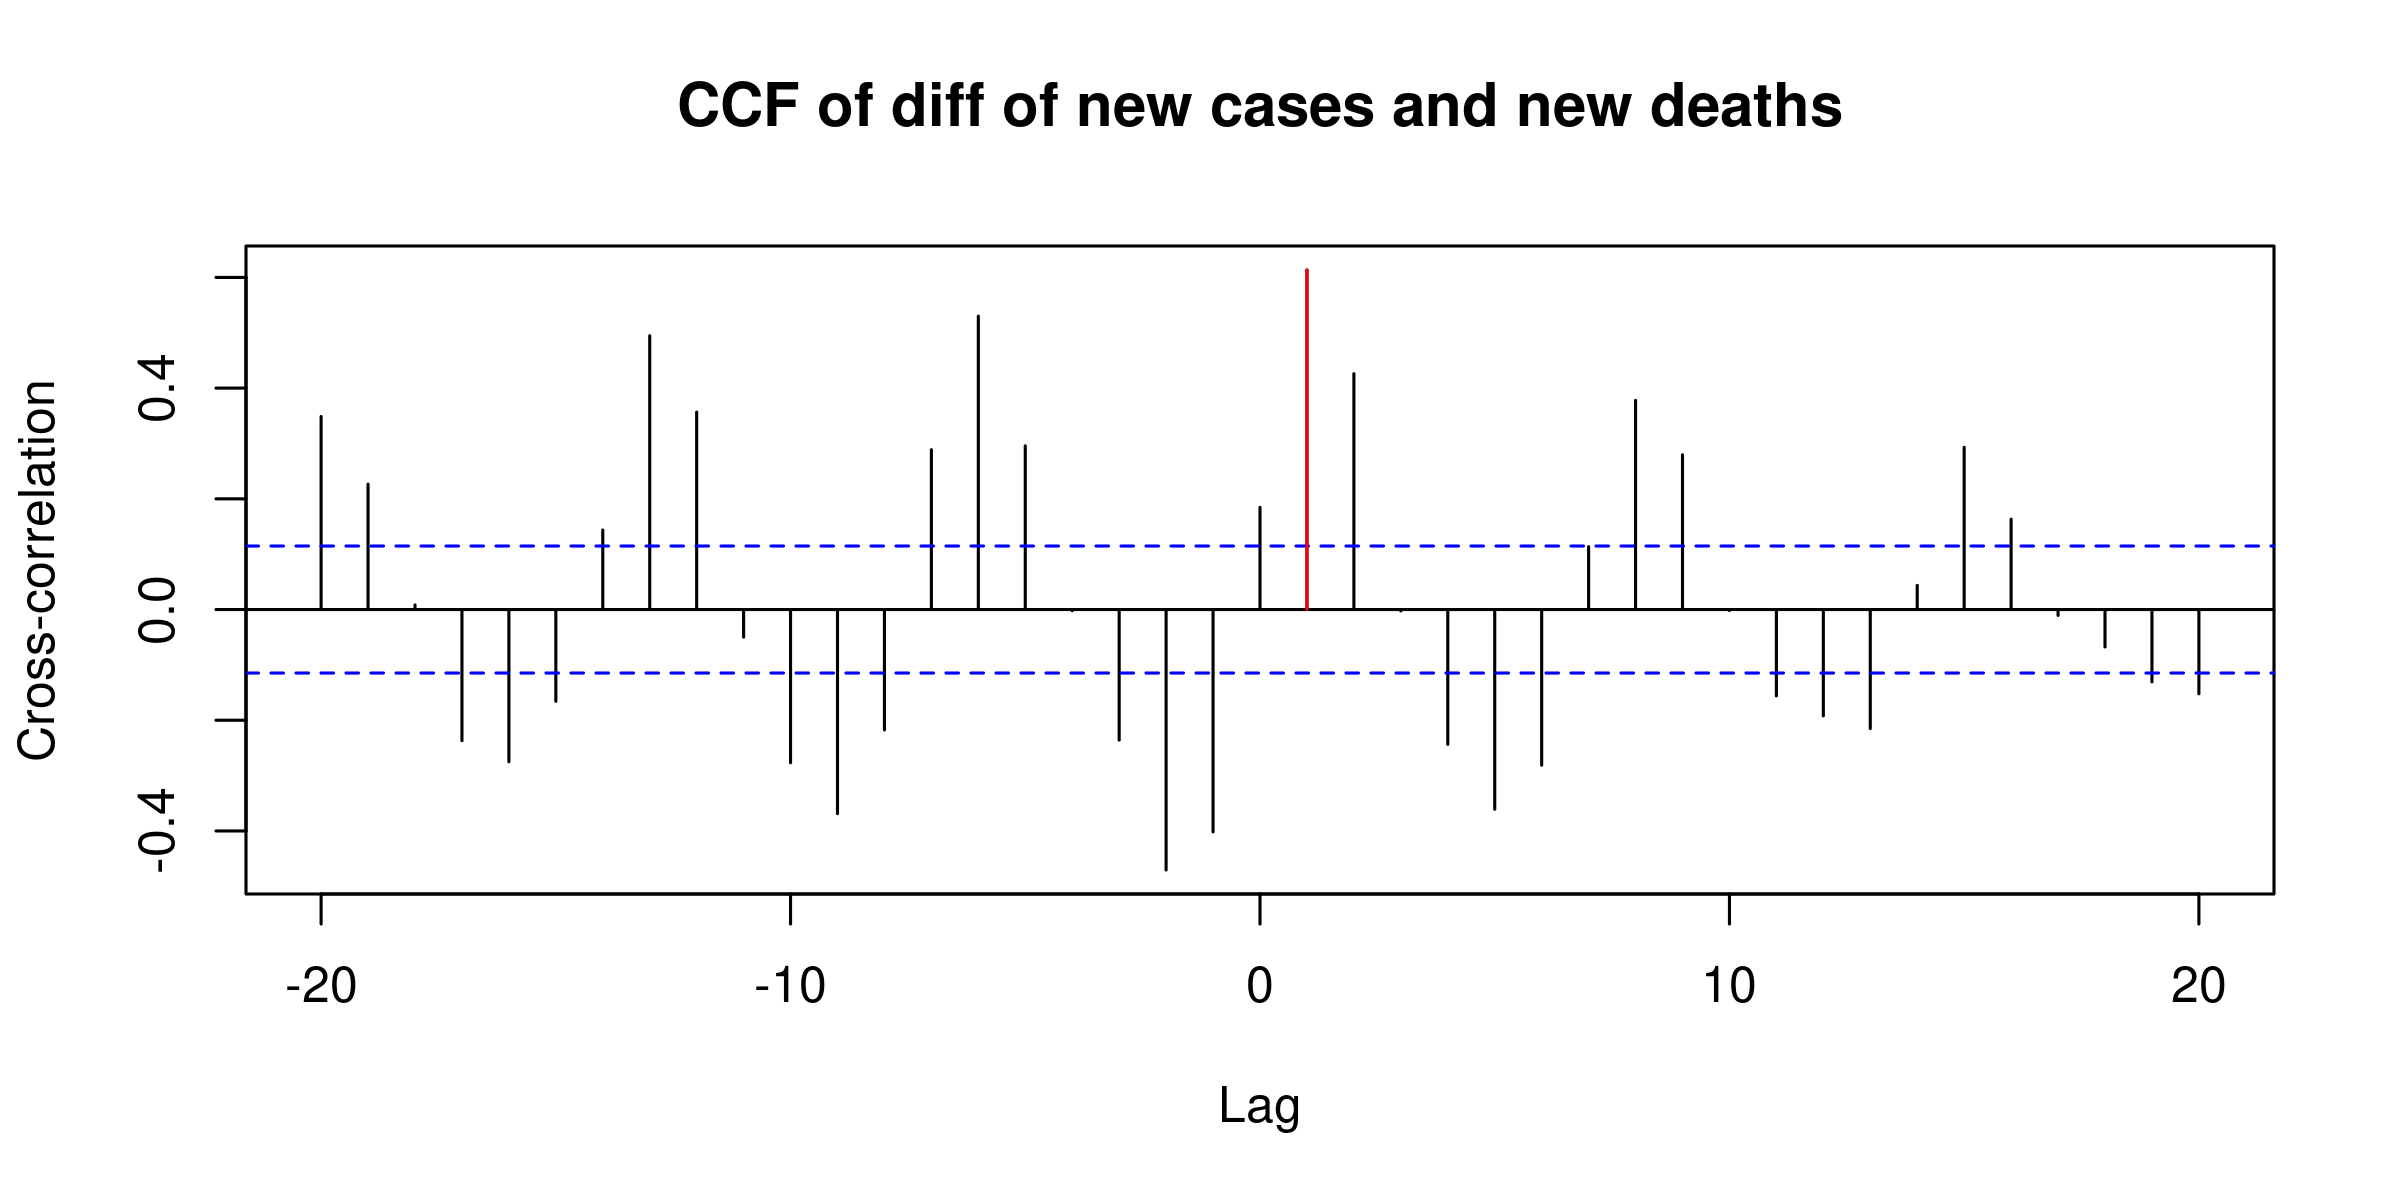 CCF of diff of new cases and new deaths
Cross-correlation
0.4
0.0
-0.4
-20
-10
0
10
20
Lag